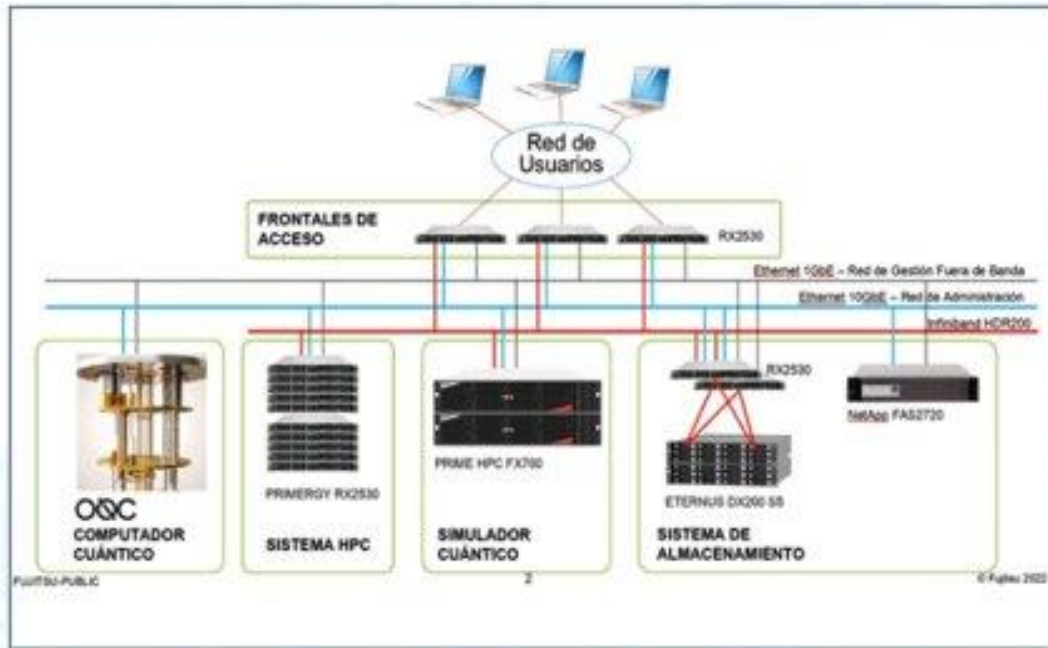 Red de
Usuarios
FRONTALES DE
ACCESO
RX2530
Ethernet 1GbE – Red de Gestión Fuera de Banda
Ethernet 10GbE – Red de Administración
Infiniband HDR200
RX2530
NetApp FAS2720
PRIMERGY RX2530
PRIME HPC FX700
ETERNUS DX200 S5
OQC
COMPUTADOR
CUÁNTICO
SISTEMA HPC
SIMULADOR
CUÁNTICO
SISTEMA DE
ALMACENAMIENTO
FUJITSU-PUBLIC
2
© Fujitsu 2022